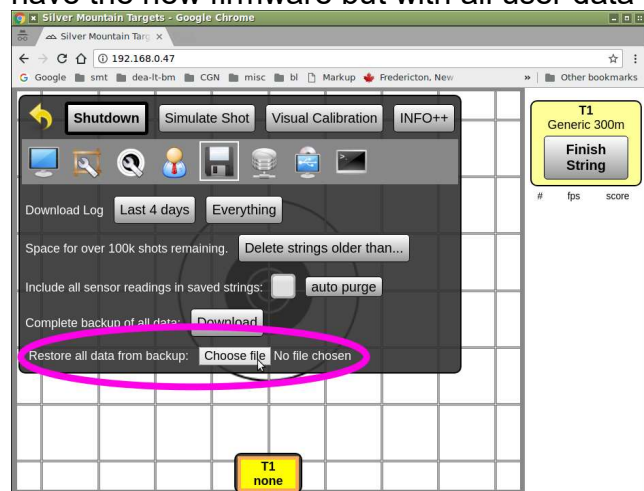 have the new firmware but with all user data
Silver Mountain Targets - Google Chrome
Silver Mountain Targ
192.168.0.47
Google smt dea-lt-bm CGN misc bl Markup Fredericton, New » Other bookmarks
Shutdown Simulate Shot Visual Calibration INFO++
Download Log Last 4 days Everything
Space for over 100k shots remaining. Delete strings older than...
Include all sensor readings in saved strings: auto purge
Complete backup of all data: Download
Restore all data from backup: Choose file No file chosen
T1
none
T1
Generic 300m
Finish
String
# fps score